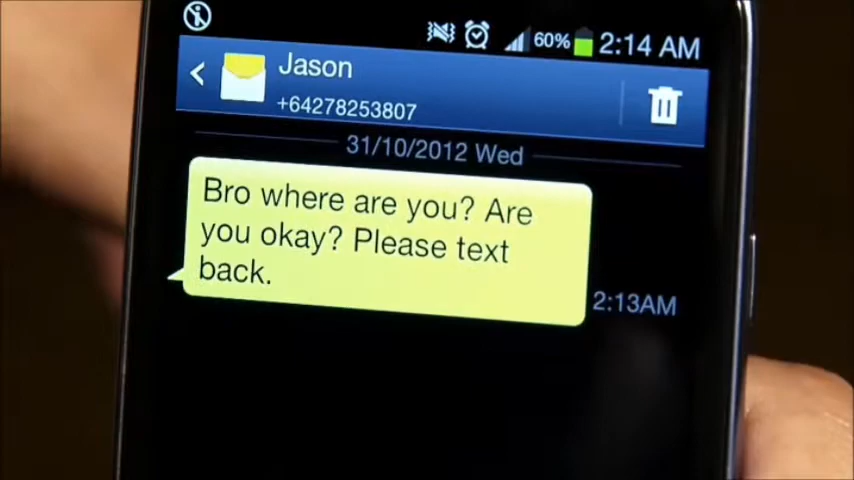 60% 2:14 AM
Jason
+64278253807
31/10/2012 Wed
Bro where are you? Are
you okay? Please text
back.
2:13AM